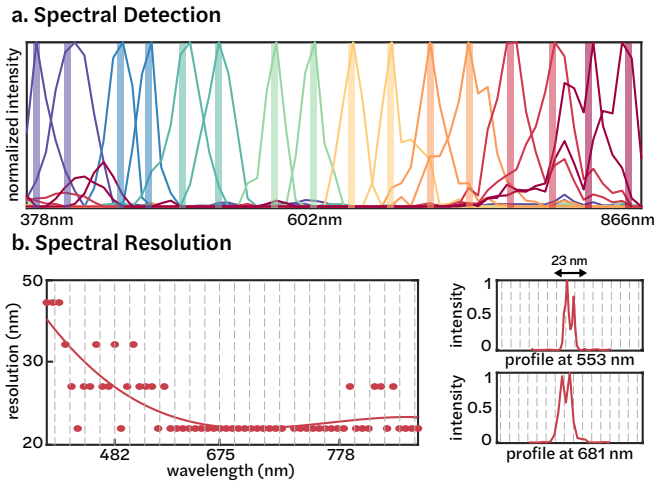 a. Spectral Detection
normalized intensity
378nm 602nm 866nm
b. Spectral Resolution
resolution (nm)
50
30
20
482 675 778
wavelength (nm)
23 nm
intensity
1
0.5
0
profile at 553 nm
intensity
1
0.5
0
profile at 681 nm